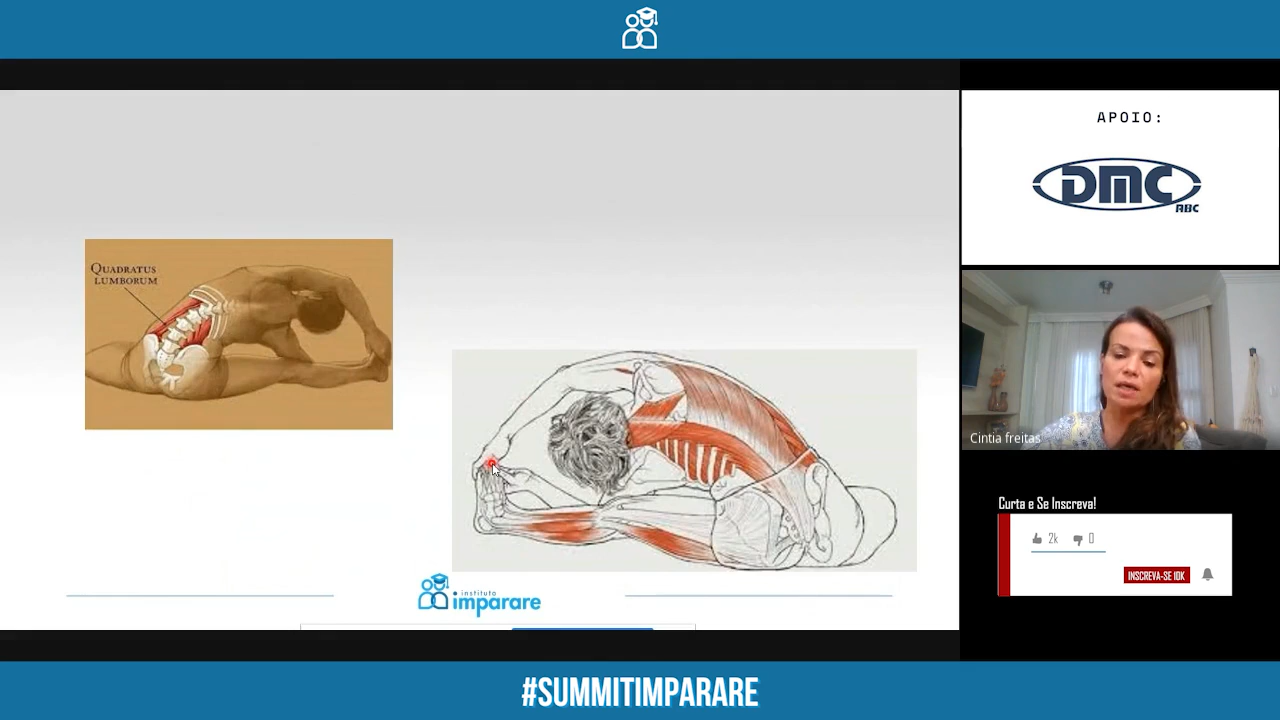 APOIO:
DMC
ABC
QUADRATUS
LUMBORUM
Cintia freitas
Curta e Se Inscreva!
2k
0
INSCREVA-SE 10K
instituto
imparare
#SUMMITIMPARARE